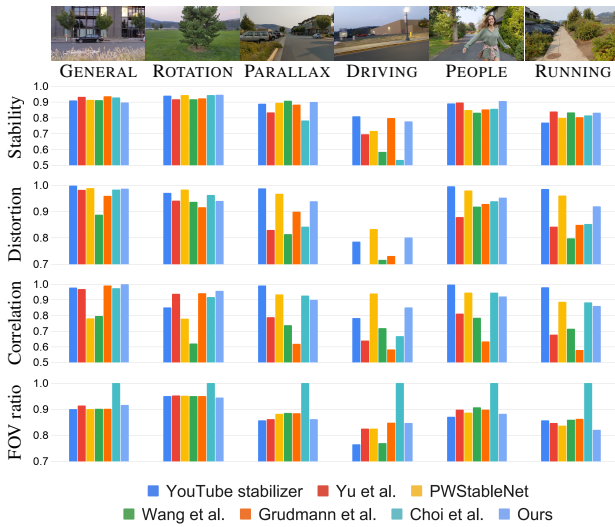 GENERAL ROTATION PARALLAX DRIVING PEOPLE RUNNING
Stability
1.0
0.9
0.8
0.7
0.6
0.5
Distortion
1.0
0.9
0.8
0.7
Correlation
1.0
0.9
0.8
0.7
0.6
0.5
FOV ratio
1.0
0.9
0.8
0.7
YouTube stabilizer Yu et al. PWStableNet
Wang et al. Grudmann et al. Choi et al. Ours